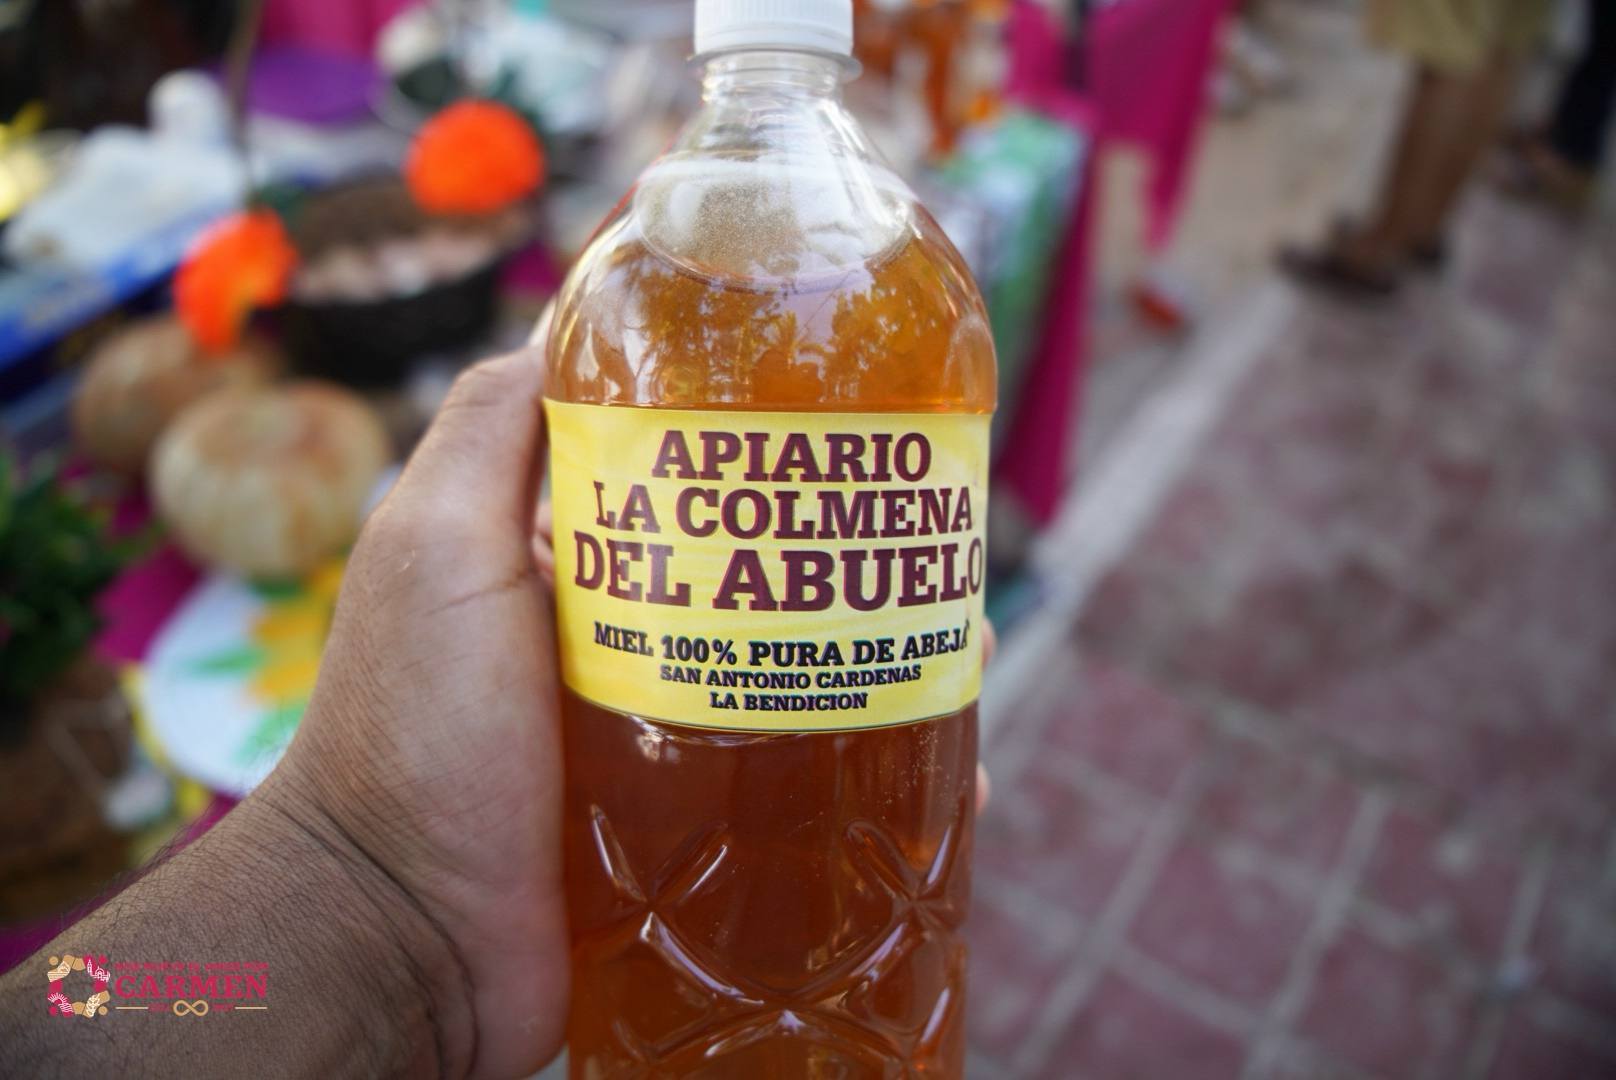 APIARIO
LA COLMENA
DEL ABUELO
MIEL 100% PURA DE ABEJA
SAN ANTONIO CARDENAS
LA BENDICION
CARMEN